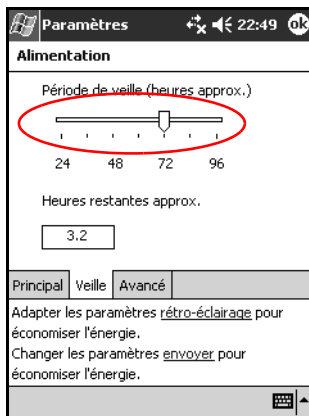 Paramètres 22:49 ok
Alimentation
Période de veille (heures approx.)
24 48 72 96
Heures restantes approx.
3.2
Principal Veille Avancé
Adapter les paramètres rétro-éclairage pour
économiser l'énergie.
Changer les paramètres envoyer pour
économiser l'énergie.